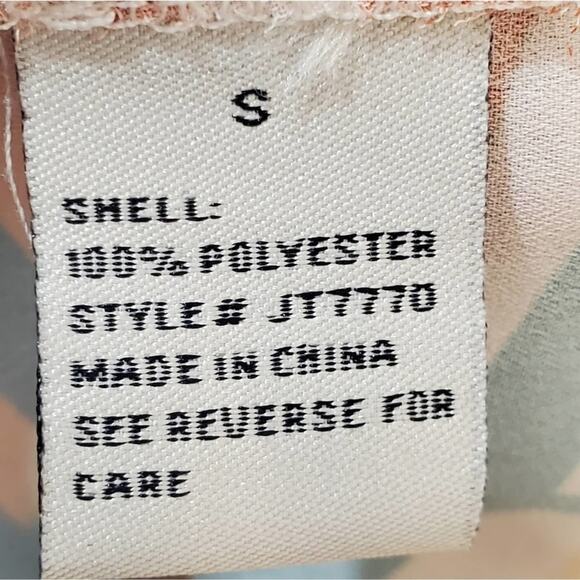 S
SHELL:
100% POLYESTER
STYLE# JT7770
MADE IN CHINA
SEE REVERSE FOR
CARE